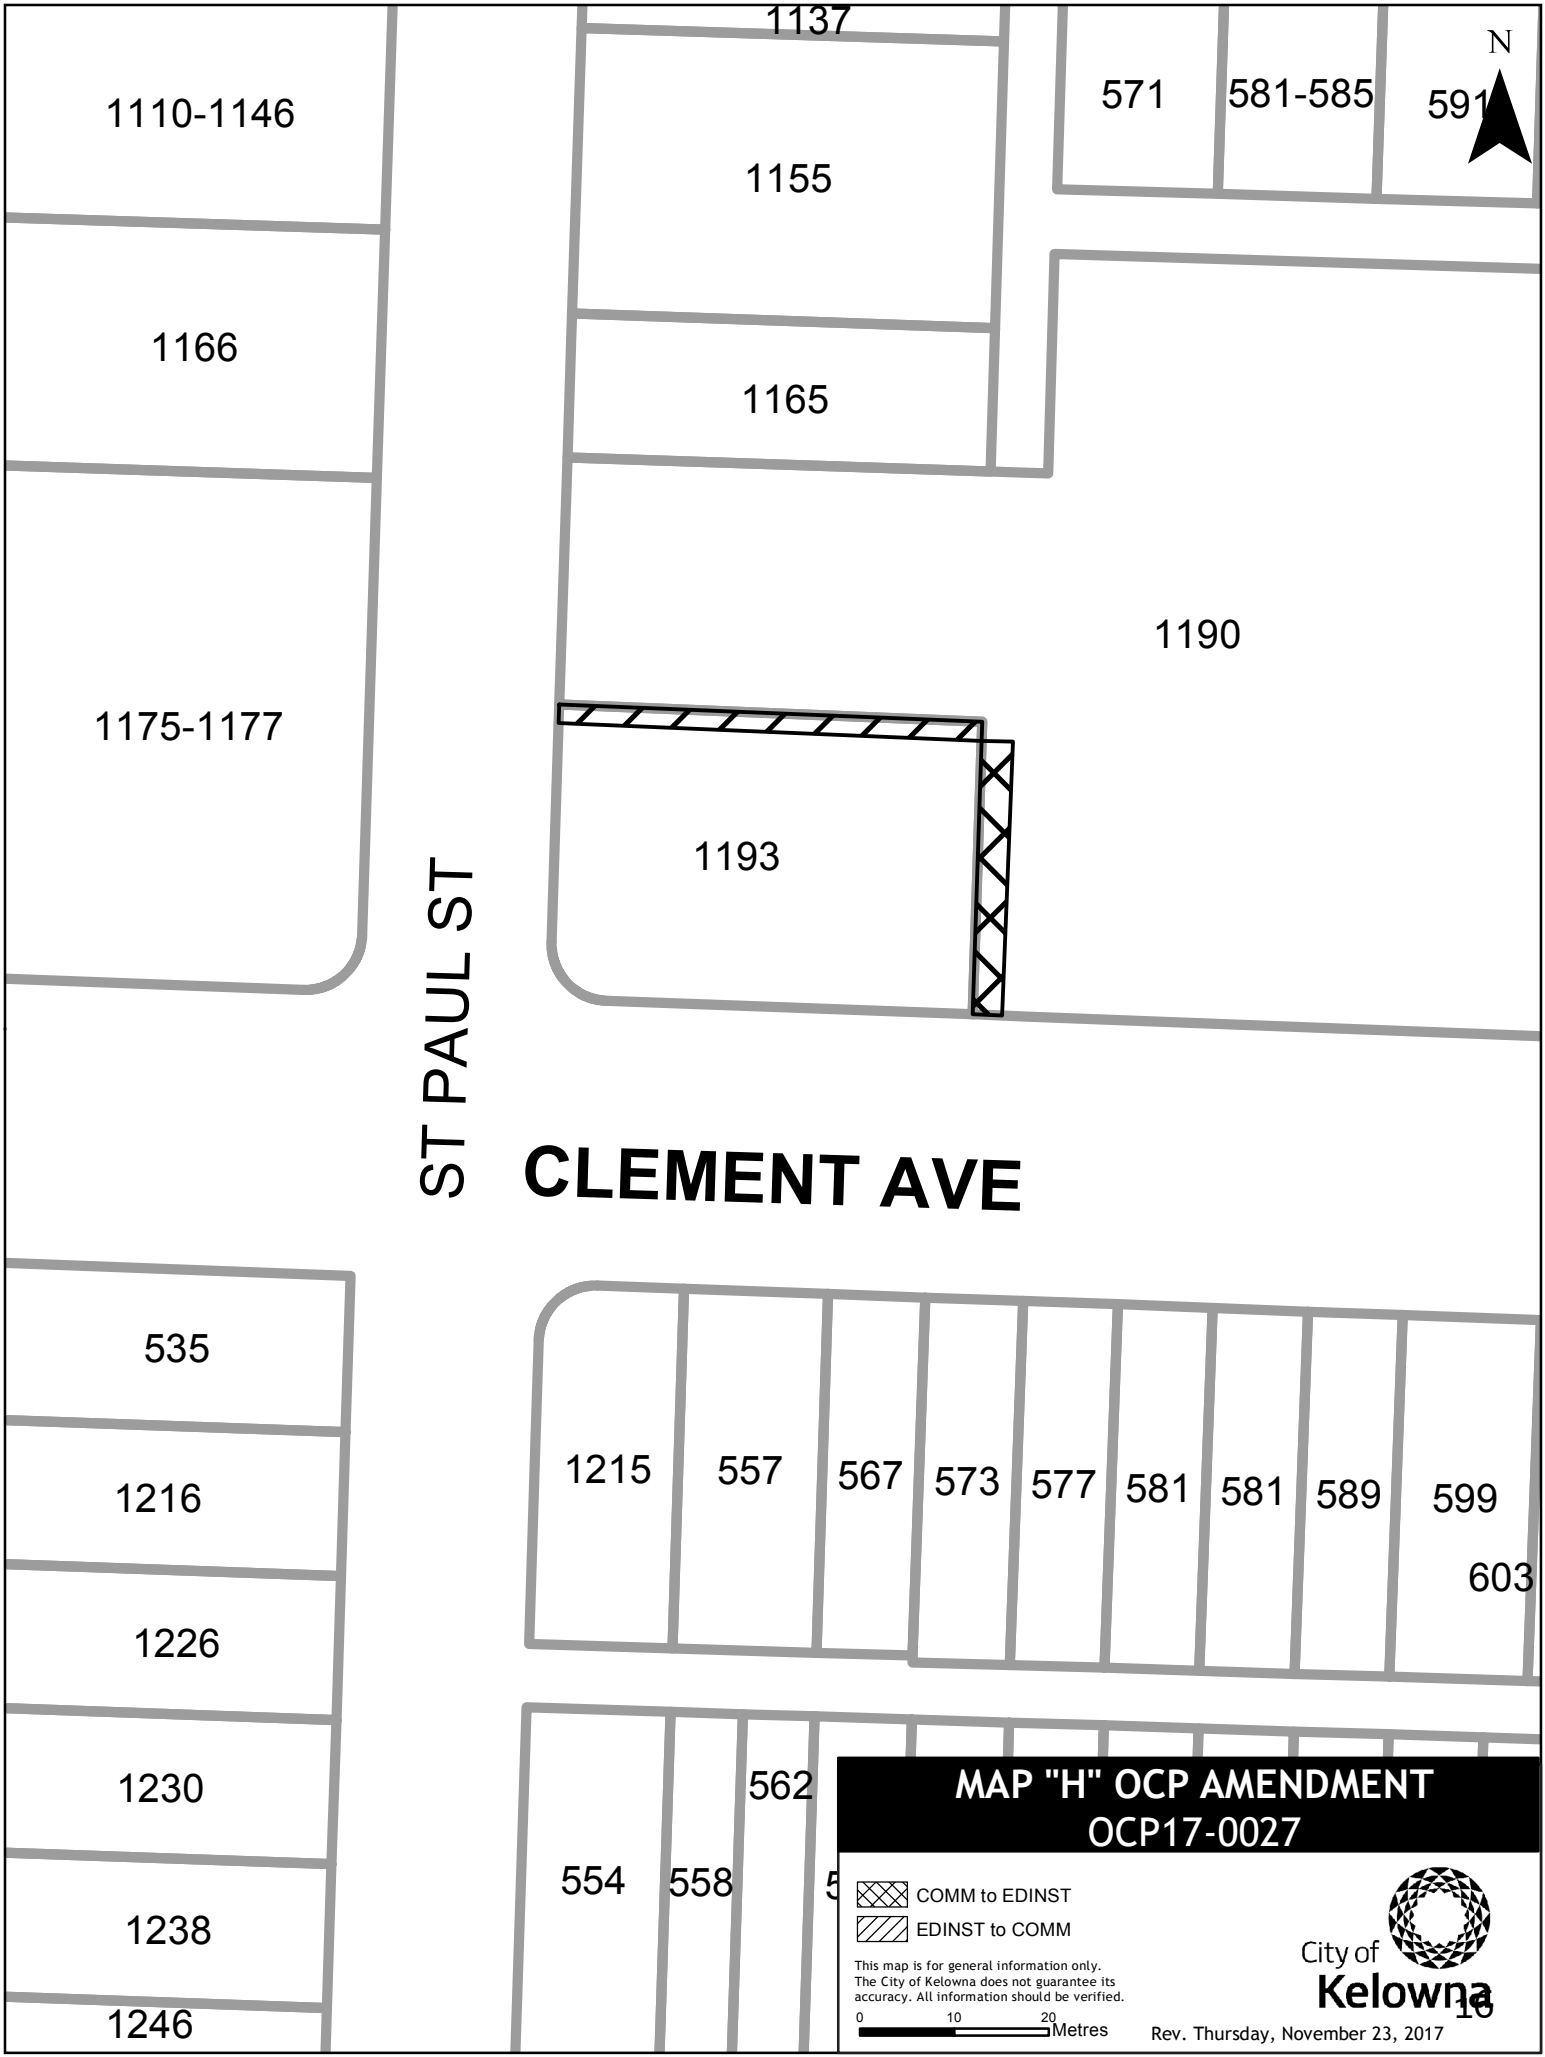 1137
N
1110-1146
571
581-585
591
1155
1166
1165
1190
1175-1177
1193
ST PAUL ST
CLEMENT AVE
535
1216
1226
1230
1238
1246
1215
557
567
573
577
581
581
589
599
603
554
558
562
MAP "H" OCP AMENDMENT
OCP17-0027
COMM to EDINST
EDINST to COMM
This map is for general information only.
The City of Kelowna does not guarantee its
accuracy. All information should be verified.
0 10 20
Metres
City of
Kelowna
16
Rev. Thursday, November 23, 2017